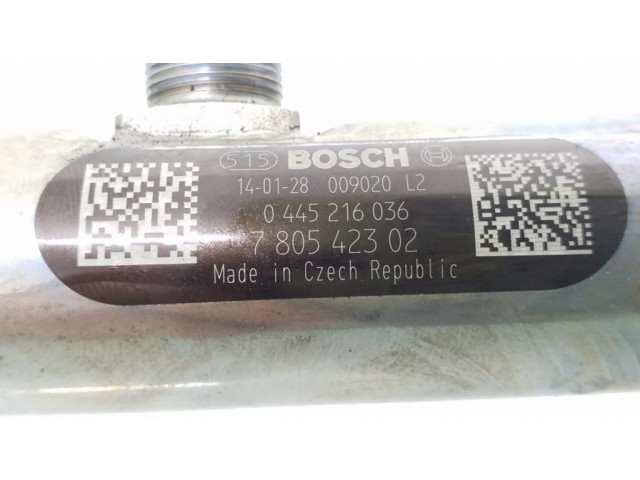 515 BOSCH
14-01-28 009020 L2
0 445 216 036
7 805 423 02
Made in Czech Republic